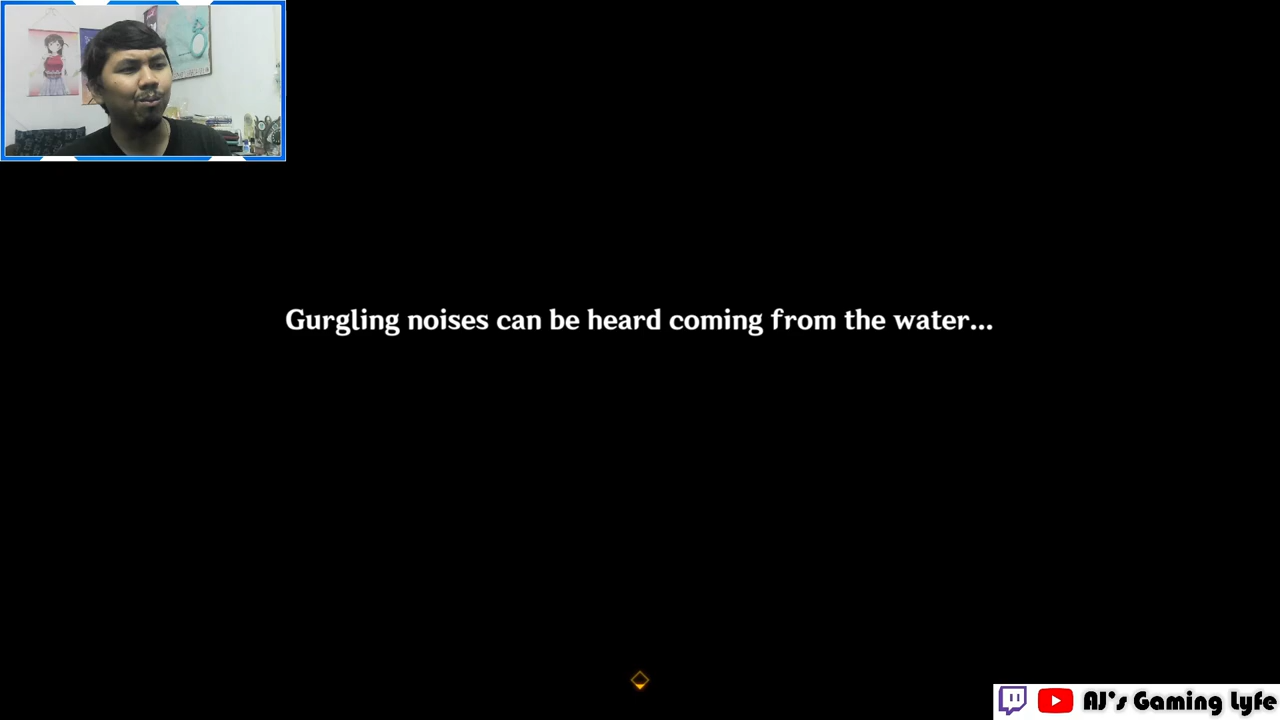 Gurgling noises can be heard coming from the water...
AJ's Gaming Lyfe